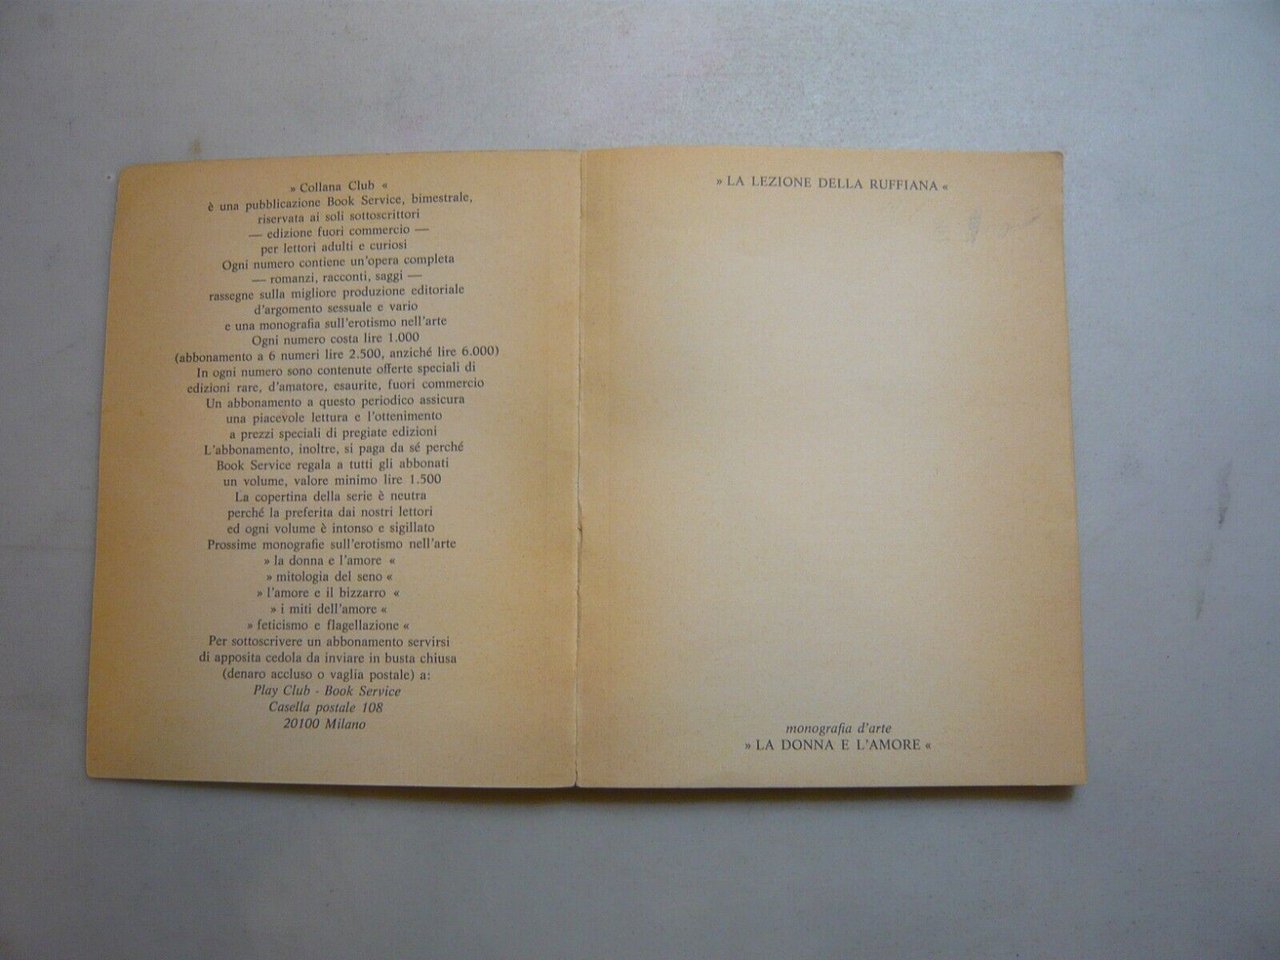 » Collana Club «
è una pubblicazione Book Service, bimestrale,
riservata ai soli sottoscrittori
— edizione fuori commercio —
per lettori adulti e curiosi
Ogni numero contiene un'opera completa
— romanzi, racconti, saggi —
rassegne sulla migliore produzione editoriale
d'argomento sessuale e vario
e una monografia sull'erotismo nell'arte
Ogni numero costa lire 1.000
(abbonamento a 6 numeri lire 2.500, anziché lire 6.000)
In ogni numero sono contenute offerte speciali di
edizioni rare, d'amatore, esaurite, fuori commercio
Un abbonamento a questo periodico assicura
una piacevole lettura e l'ottenimento
a prezzi speciali di pregiate edizioni
L'abbonamento, inoltre, si paga da sé perché
Book Service regala a tutti gli abbonati
un volume, valore minimo lire 1.500
La copertina della serie è neutra
perché la preferita dai nostri lettori
ed ogni volume è intonso e sigillato
Prossime monografie sull'erotismo nell'arte
» la donna e l'amore «
» mitologia del seno «
» l'amore e il bizzarro «
» i miti dell'amore «
» feticismo e flagellazione «
Per sottoscrivere un abbonamento servirsi
di apposita cedola da inviare in busta chiusa
(denaro accluso o vaglia postale) a:
Play Club - Book Service
Casella postale 108
20100 Milano
» LA LEZIONE DELLA RUFFIANA «
monografia d'arte
» LA DONNA E L'AMORE «